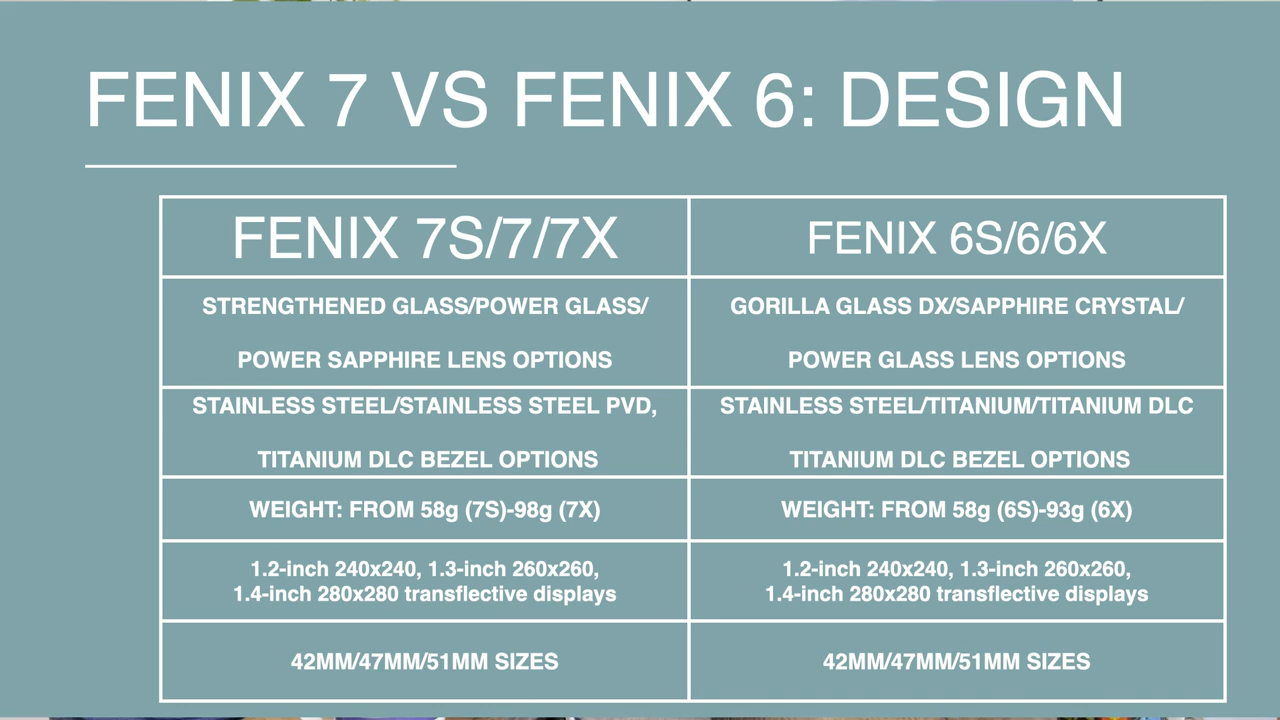 FENIX 7 VS FENIX 6: DESIGN
FENIX 7S/7/7X
FENIX 6S/6/6X
STRENGTHENED GLASS/POWER GLASS/
POWER SAPPHIRE LENS OPTIONS
GORILLA GLASS DX/SAPPHIRE CRYSTAL/
POWER GLASS LENS OPTIONS
STAINLESS STEEL/STAINLESS STEEL PVD,
TITANIUM DLC BEZEL OPTIONS
STAINLESS STEEL/TITANIUM/TITANIUM DLC
TITANIUM DLC BEZEL OPTIONS
WEIGHT: FROM 58g (7S)-98g (7X)
WEIGHT: FROM 58g (6S)-93g (6X)
1.2-inch 240x240, 1.3-inch 260x260,
1.4-inch 280x280 transflective displays
1.2-inch 240x240, 1.3-inch 260x260,
1.4-inch 280x280 transflective displays
42MM/47MM/51MM SIZES
42MM/47MM/51MM SIZES